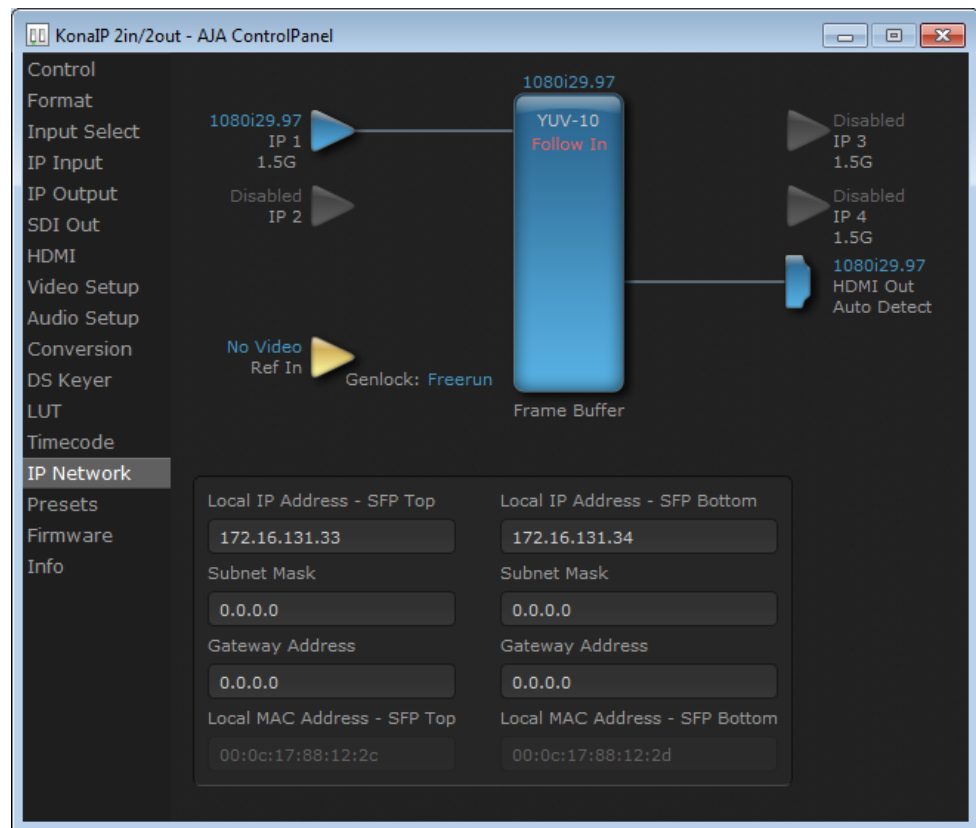 KonaIP 2in/2out - AJA ControlPanel
Control
Format
Input Select
IP Input
IP Output
SDI Out
HDMI
Video Setup
Audio Setup
Conversion
DS Keyer
LUT
Timecode
IP Network
Presets
Firmware
Info
1080i29.97
IP 1
1.5G
Disabled
IP 2
No Video
Ref In
Genlock: Freerun
1080i29.97
YUV-10
Follow In
Frame Buffer
Disabled
IP 3
1.5G
Disabled
IP 4
1.5G
1080i29.97
HDMI Out
Auto Detect
Local IP Address - SFP Top
172.16.131.33
Subnet Mask
0.0.0.0
Gateway Address
0.0.0.0
Local MAC Address - SFP Top
00:0c:17:88:12:2c
Local IP Address - SFP Bottom
172.16.131.34
Subnet Mask
0.0.0.0
Gateway Address
0.0.0.0
Local MAC Address - SFP Bottom
00:0c:17:88:12:2d